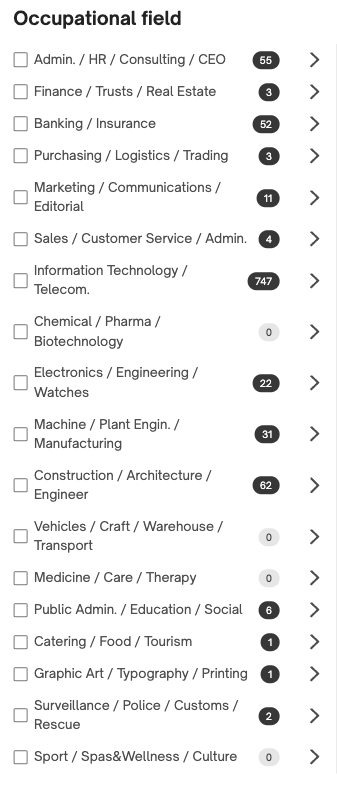 Occupational field
Admin. / HR / Consulting / CEO 55
Finance / Trusts / Real Estate 3
Banking / Insurance 52
Purchasing / Logistics / Trading 3
Marketing / Communications /
Editorial 11
Sales / Customer Service / Admin. 4
Information Technology /
Telecom. 747
Chemical / Pharma /
Biotechnology 0
Electronics / Engineering /
Watches 22
Machine / Plant Engin. /
Manufacturing 31
Construction / Architecture /
Engineer 62
Vehicles / Craft / Warehouse /
Transport 0
Medicine / Care / Therapy 0
Public Admin. / Education / Social 6
Catering / Food / Tourism 1
Graphic Art / Typography / Printing 1
Surveillance / Police / Customs /
Rescue 2
Sport / Spas&Wellness / Culture 0